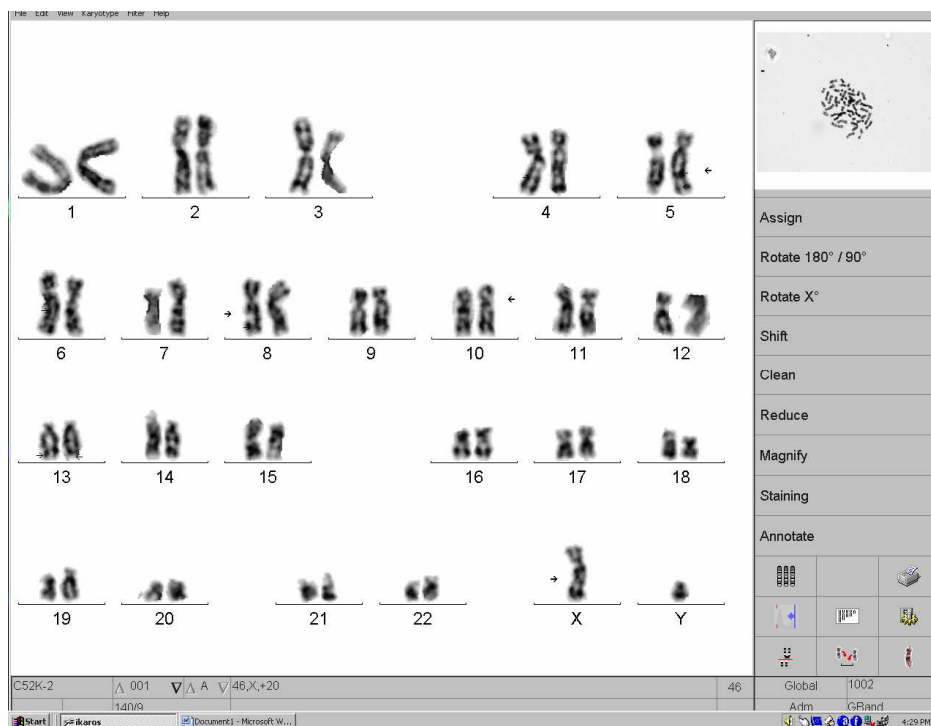 File Edit View Karyotype Filter Help
1 2 3 4 5
6 7 8 9 10 11 12
13 14 15 16 17 18
19 20 21 22 X Y
Assign
Rotate 180° / 90°
Rotate X°
Shift
Clean
Reduce
Magnify
Staining
Annotate
C52K-2 001 A 46,X,+20 46 Global 1002
140/9 Adm GBand
Start ikaros Document1 - Microsoft W... 4:29 PM